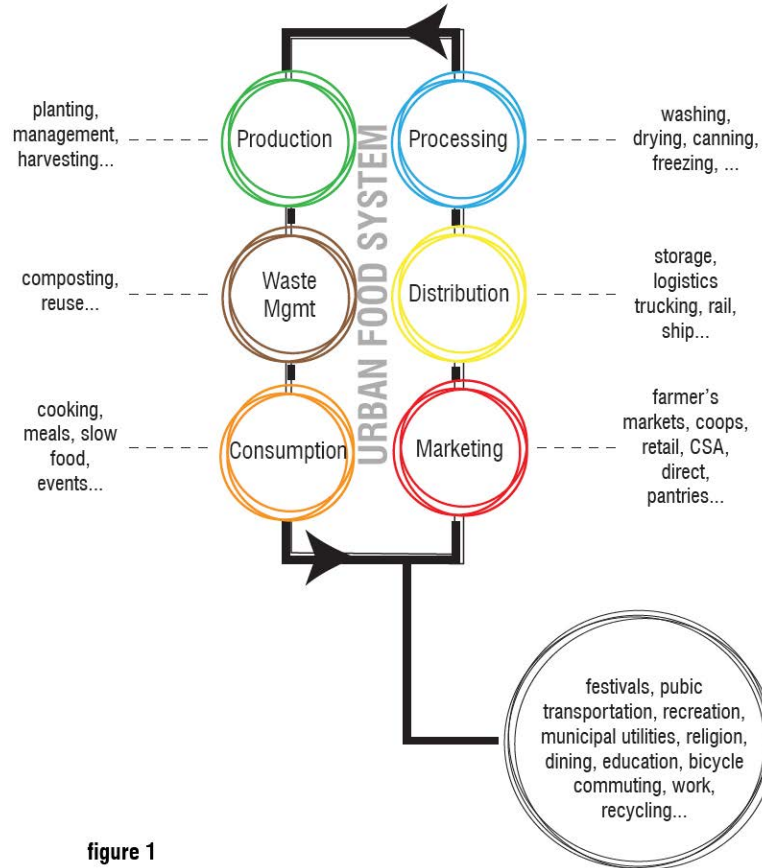 planting,
management,
harvesting...
Production
URBAN FOOD SYSTEM
Processing
washing,
drying, canning,
freezing, ...
composting,
reuse...
Waste
Mgmt
Distribution
storage,
logistics
trucking, rail,
ship...
cooking,
meals, slow
food,
events...
Consumption
Marketing
farmer's
markets, coops,
retail, CSA,
direct,
pantries...
festivals, pubic
transportation, recreation,
municipal utilities, religion,
dining, education, bicycle
commuting, work,
recycling...
figure 1